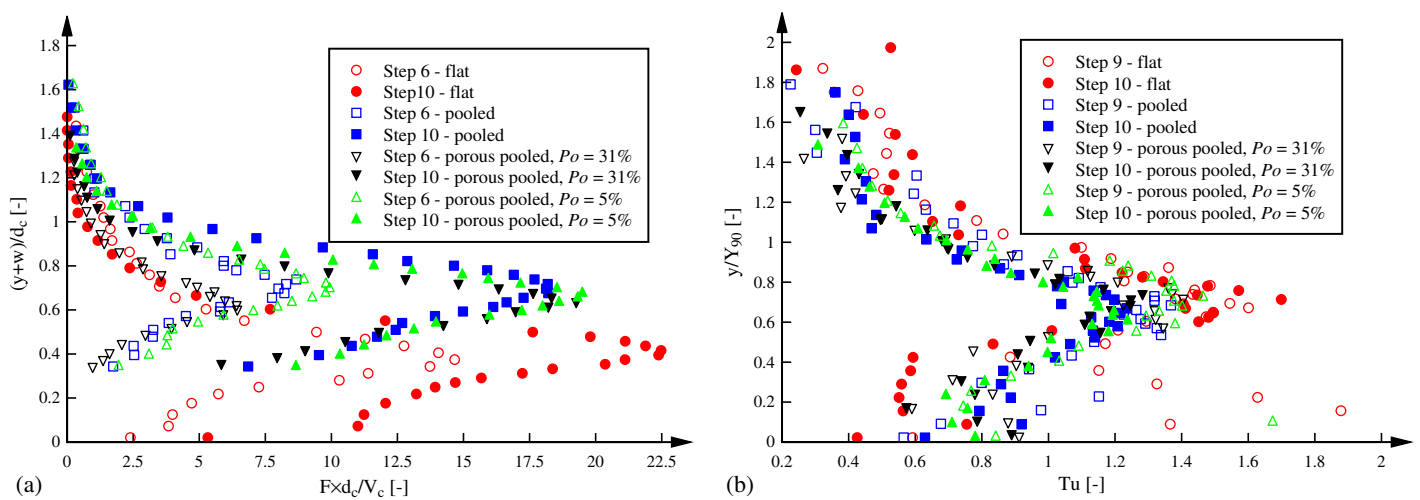 1.8
1.6
1.4
1.2
1
0.8
0.6
0.4
0.2
0
(y+w)/dc [-]
Step 6 - flat
Step10 - flat
Step 6 - pooled
Step 10 - pooled
Step 6 - porous pooled, Po = 31%
Step 10 - porous pooled, Po = 31%
Step 6 - porous pooled, Po = 5%
Step 10 - porous pooled, Po = 5%
0 2.5 5 7.5 10 12.5 15 17.5 20 22.5
(a) F×dc/Vc [-]
2
1.8
1.6
1.4
1.2
1
0.8
0.6
0.4
0.2
0
y/Y90 [-]
Step 9 - flat
Step 10 - flat
Step 9 - pooled
Step 10 - pooled
Step 9 - porous pooled, Po = 31%
Step 10 - porous pooled, Po = 31%
Step 9 - porous pooled, Po = 5%
Step 10 - porous pooled, Po = 5%
0.2 0.4 0.6 0.8 1 1.2 1.4 1.6 1.8 2
(b) Tu [-]